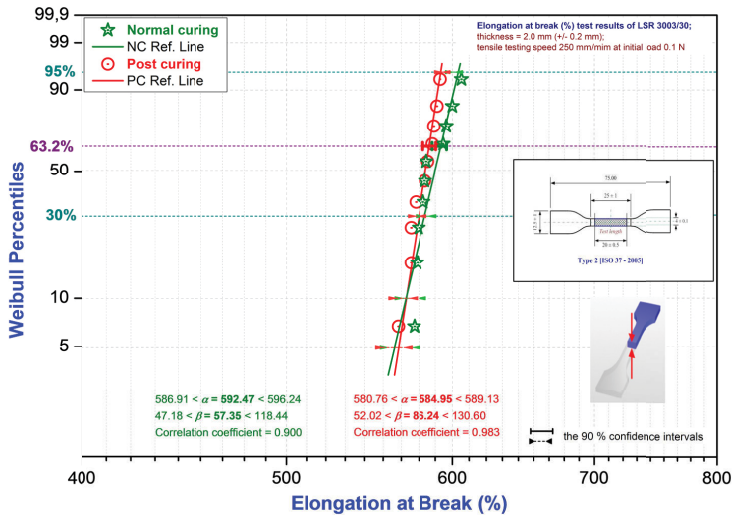 99,9
99
95%
90
63.2%
50
30%
10
5
Weibull Percentiles
Normal curing
NC Ref. Line
Post curing
PC Ref. Line
Elongation at break (%) test results of LSR 3003/30;
thickness = 2.0 mm (+/- 0.2 mm);
tensile testing speed 250 mm/min at initial oad 0.1 N
75.00
25 ± 1
12.5 ± 1
Test length
20 ± 0.5
Type 2 [ISO 37 - 2005]
586.91 < α = 592.47 < 596.24
47.18 < β = 57.35 < 118.44
Correlation coefficient = 0.900
580.76 < α = 584.95 < 589.13
52.02 < β = 86.24 < 130.60
Correlation coefficient = 0.983
the 90 % confidence intervals
400
500
600
700
800
Elongation at Break (%)